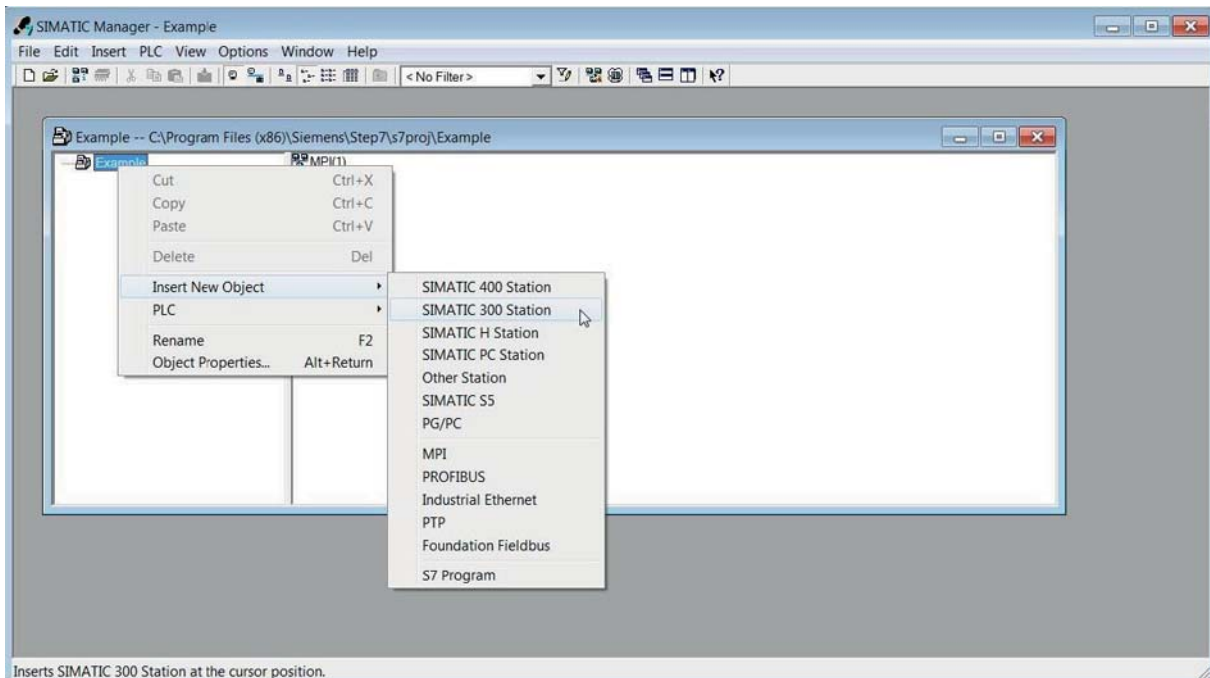 SIMATIC Manager - Example
File Edit Insert PLC View Options Window Help
< No Filter >
Example -- C:\Program Files (x86)\Siemens\Step7\s7proj\Example
Example
MPI(1)
Cut Ctrl+X
Copy Ctrl+C
Paste Ctrl+V
Delete Del
Insert New Object
PLC
Rename F2
Object Properties... Alt+Return
SIMATIC 400 Station
SIMATIC 300 Station
SIMATIC H Station
SIMATIC PC Station
Other Station
SIMATIC S5
PG/PC
MPI
PROFIBUS
Industrial Ethernet
PTP
Foundation Fieldbus
S7 Program
Inserts SIMATIC 300 Station at the cursor position.